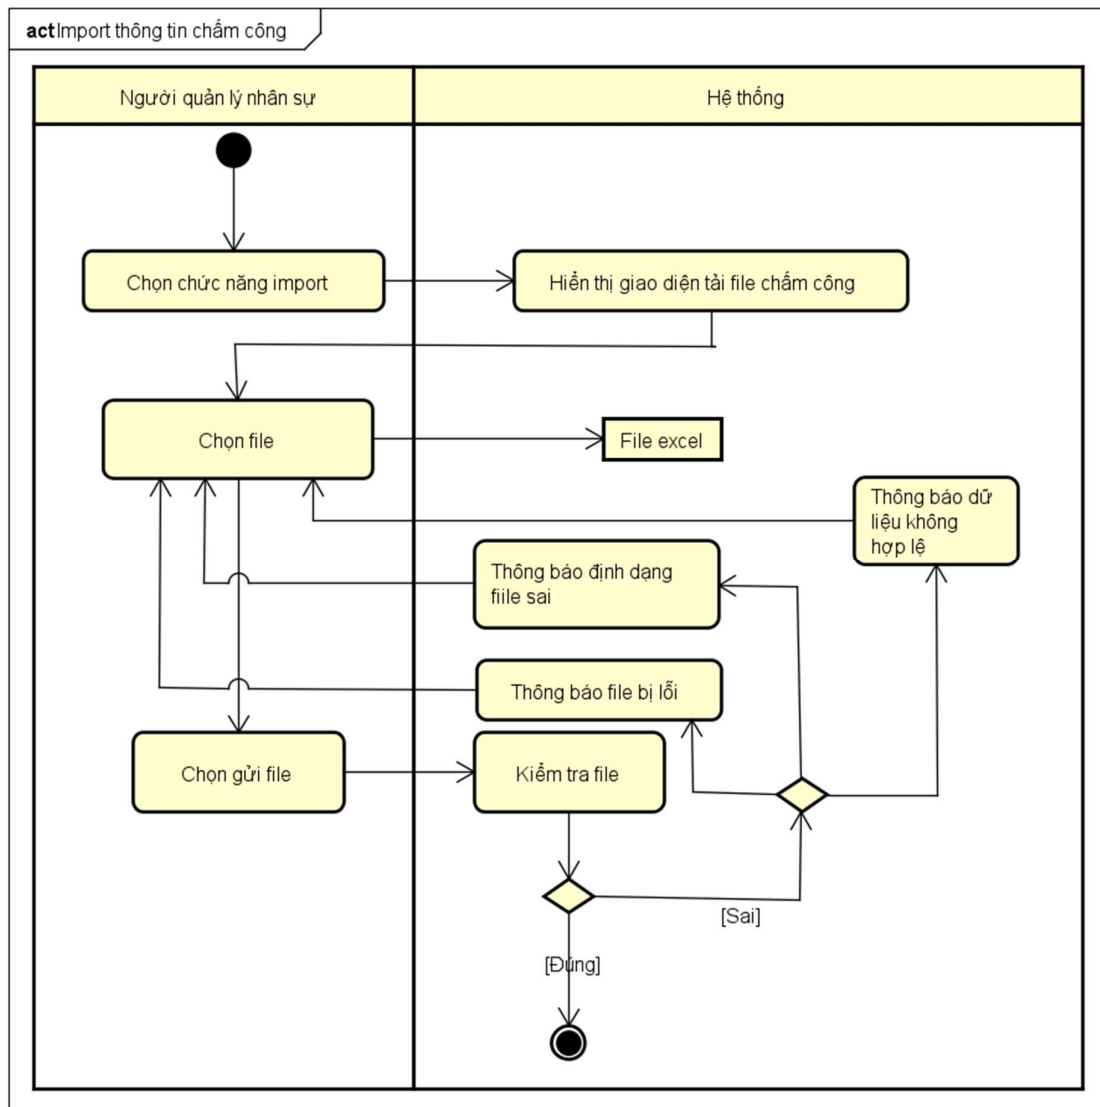 act Import thông tin chấm công
Người quản lý nhân sự
Hệ thống
Chọn chức năng import
Hiển thị giao diện tải file chấm công
Chọn file
File excel
Thông báo dữ
liệu không
hợp lệ
Thông báo định dạng
fiile sai
Thông báo file bị lỗi
Chọn gửi file
Kiểm tra file
[Sai]
[Đúng]